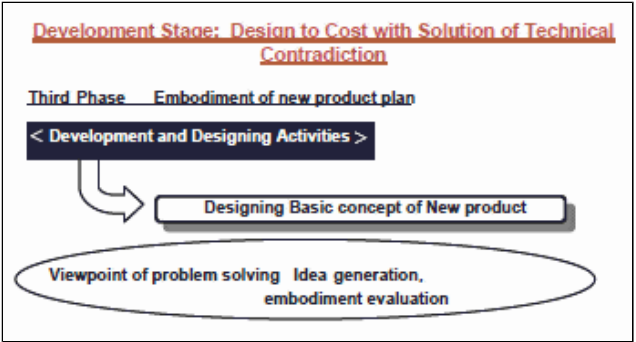 Development Stage: Design to Cost with Solution of Technical
Contradiction
Third Phase Embodiment of new product plan
< Development and Designing Activities >
Designing Basic concept of New product
Viewpoint of problem solving Idea generation,
embodiment evaluation